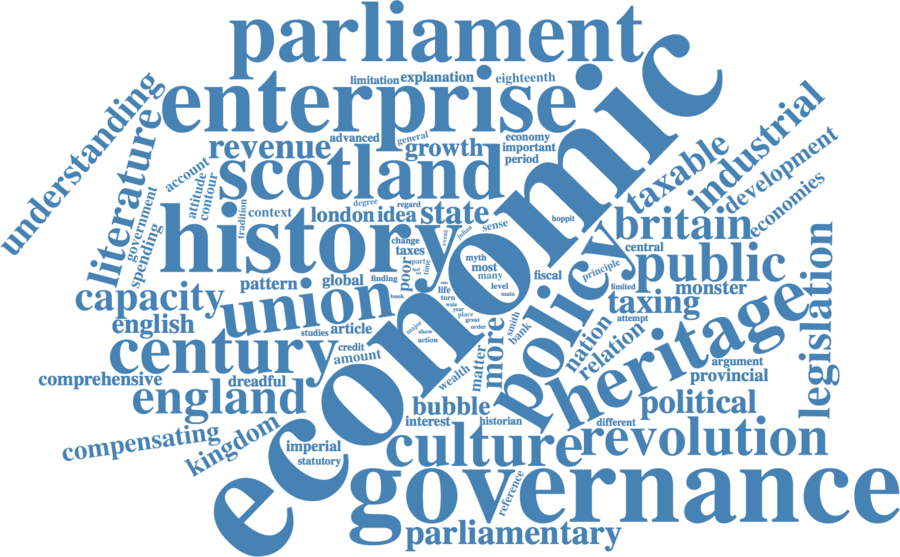 parliament
enterprise
economic
limitation
explanation
eighteenth
understanding
literature
revenue
advanced
general
growth
economy
important
period
industrial
taxable
development
economies
scotland
account
attitude
contour
government
spending
tradition
context
degree
regard
london
idea
state
sense
julian
hoppit
britain
history
change
taxes
event
central
public
policy
principle
pattern
global
finding
poor
part
time
myth
most
many
level
main
fiscal
limited
monster
capacity
union
book
life
turn
year
place
great
order
taxing
attempt
heritage
legislation
english
studies
article
major
show
action
more
smith
bank
nation
relation
century
credit
amount
wealth
matter
argument
provincial
comprehensive
dreadful
england
bubble
interest
historian
different
political
compensating
kingdom
imperial
statutory
culture
revolution
governance
reference
parliamentary